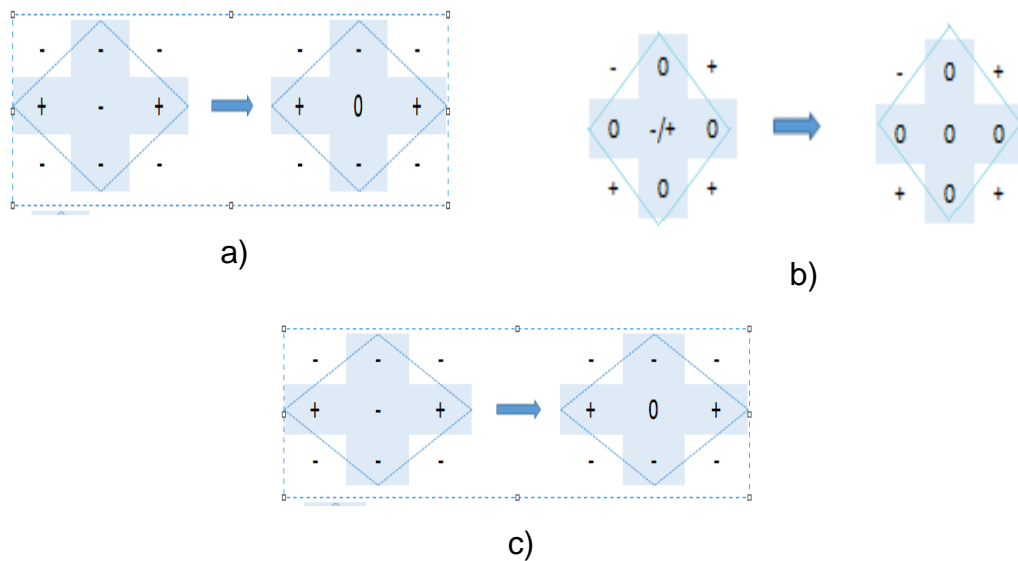 - - - - - -
+ - + + 0 +
- - - - - -
a)
- 0 + - 0 +
0 -/+ 0 0 0 0
+ 0 + + 0 +
b)
- - - - - -
+ - + + 0 +
- - - - - -
c)